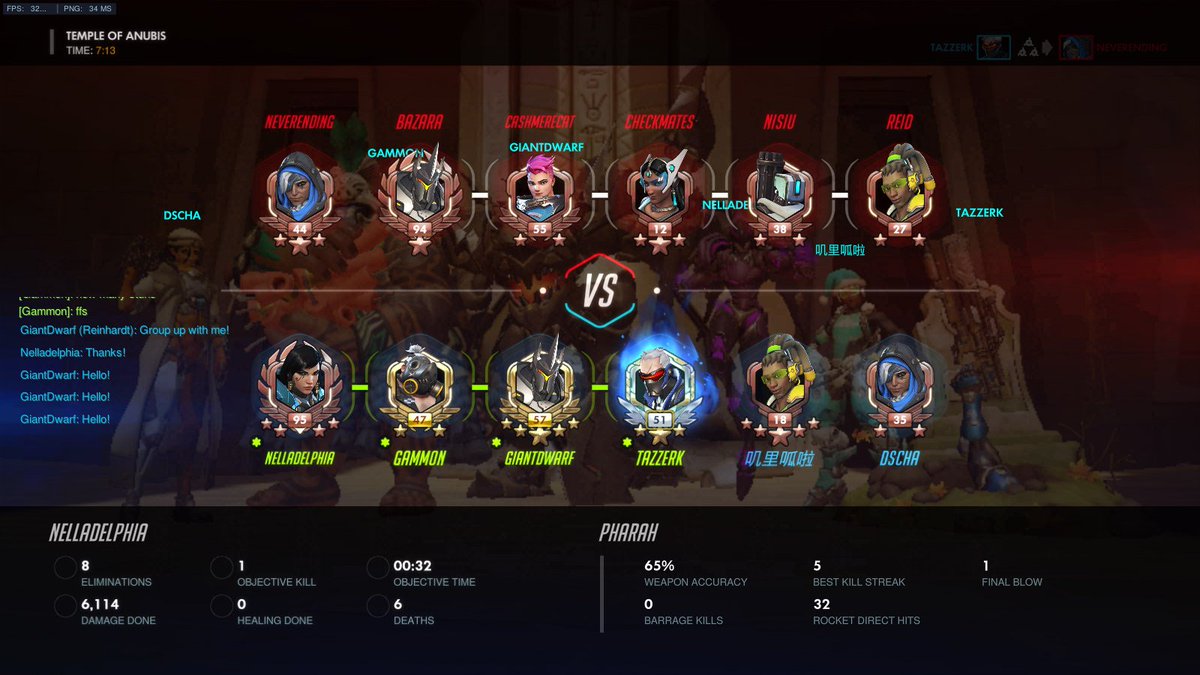 FPS: 32... | PNG: 34 MS
TEMPLE OF ANUBIS
TIME: 7:13
TAZZERK NEVERENDING
NEVERENDING BAZARA CASHMERECAT CHECKMATES NISIU REID
GAMMON GIANTDWARF
44 94 55 12 38 27
DSCHA NELLADE TAZZERK
叽里呱啦
VS
[Gammon]: ffs
GiantDwarf (Reinhardt): Group up with me!
Nelladelphia: Thanks!
GiantDwarf: Hello!
GiantDwarf: Hello!
GiantDwarf: Hello!
95 47 57 51 18 35
NELLADELPHIA GAMMON GIANTDWARF TAZZERK 叽里呱啦 DSCHA
NELLADELPHIA
8
ELIMINATIONS
1
OBJECTIVE KILL
00:32
OBJECTIVE TIME
6,114
DAMAGE DONE
0
HEALING DONE
6
DEATHS
PHARAH
65%
WEAPON ACCURACY
5
BEST KILL STREAK
1
FINAL BLOW
0
BARRAGE KILLS
32
ROCKET DIRECT HITS